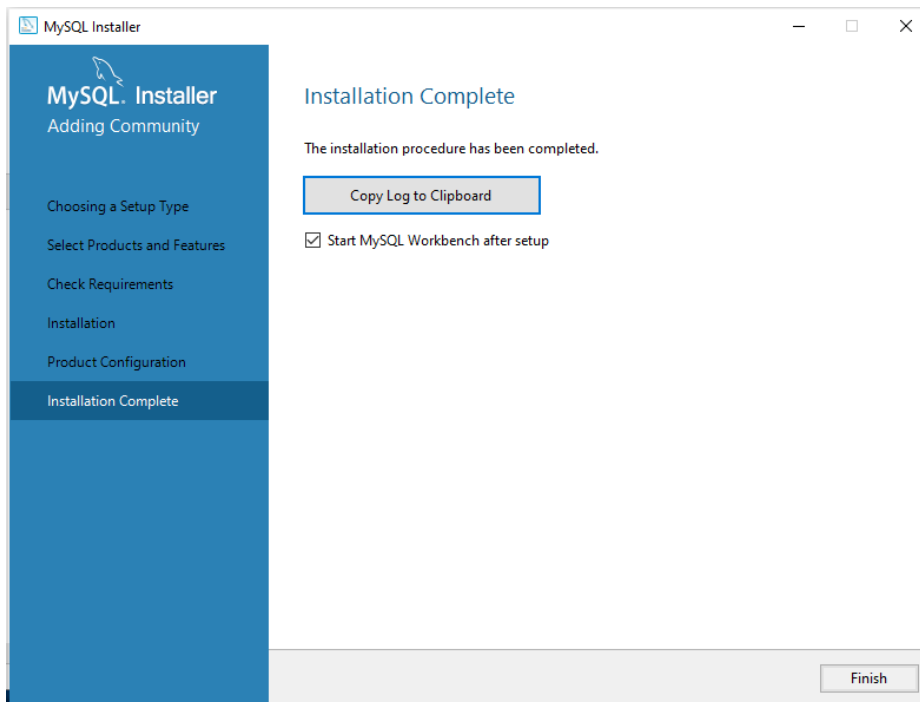 MySQL Installer
MySQL. Installer
Adding Community
Choosing a Setup Type
Select Products and Features
Check Requirements
Installation
Product Configuration
Installation Complete
Installation Complete
The installation procedure has been completed.
Copy Log to Clipboard
Start MySQL Workbench after setup
Finish